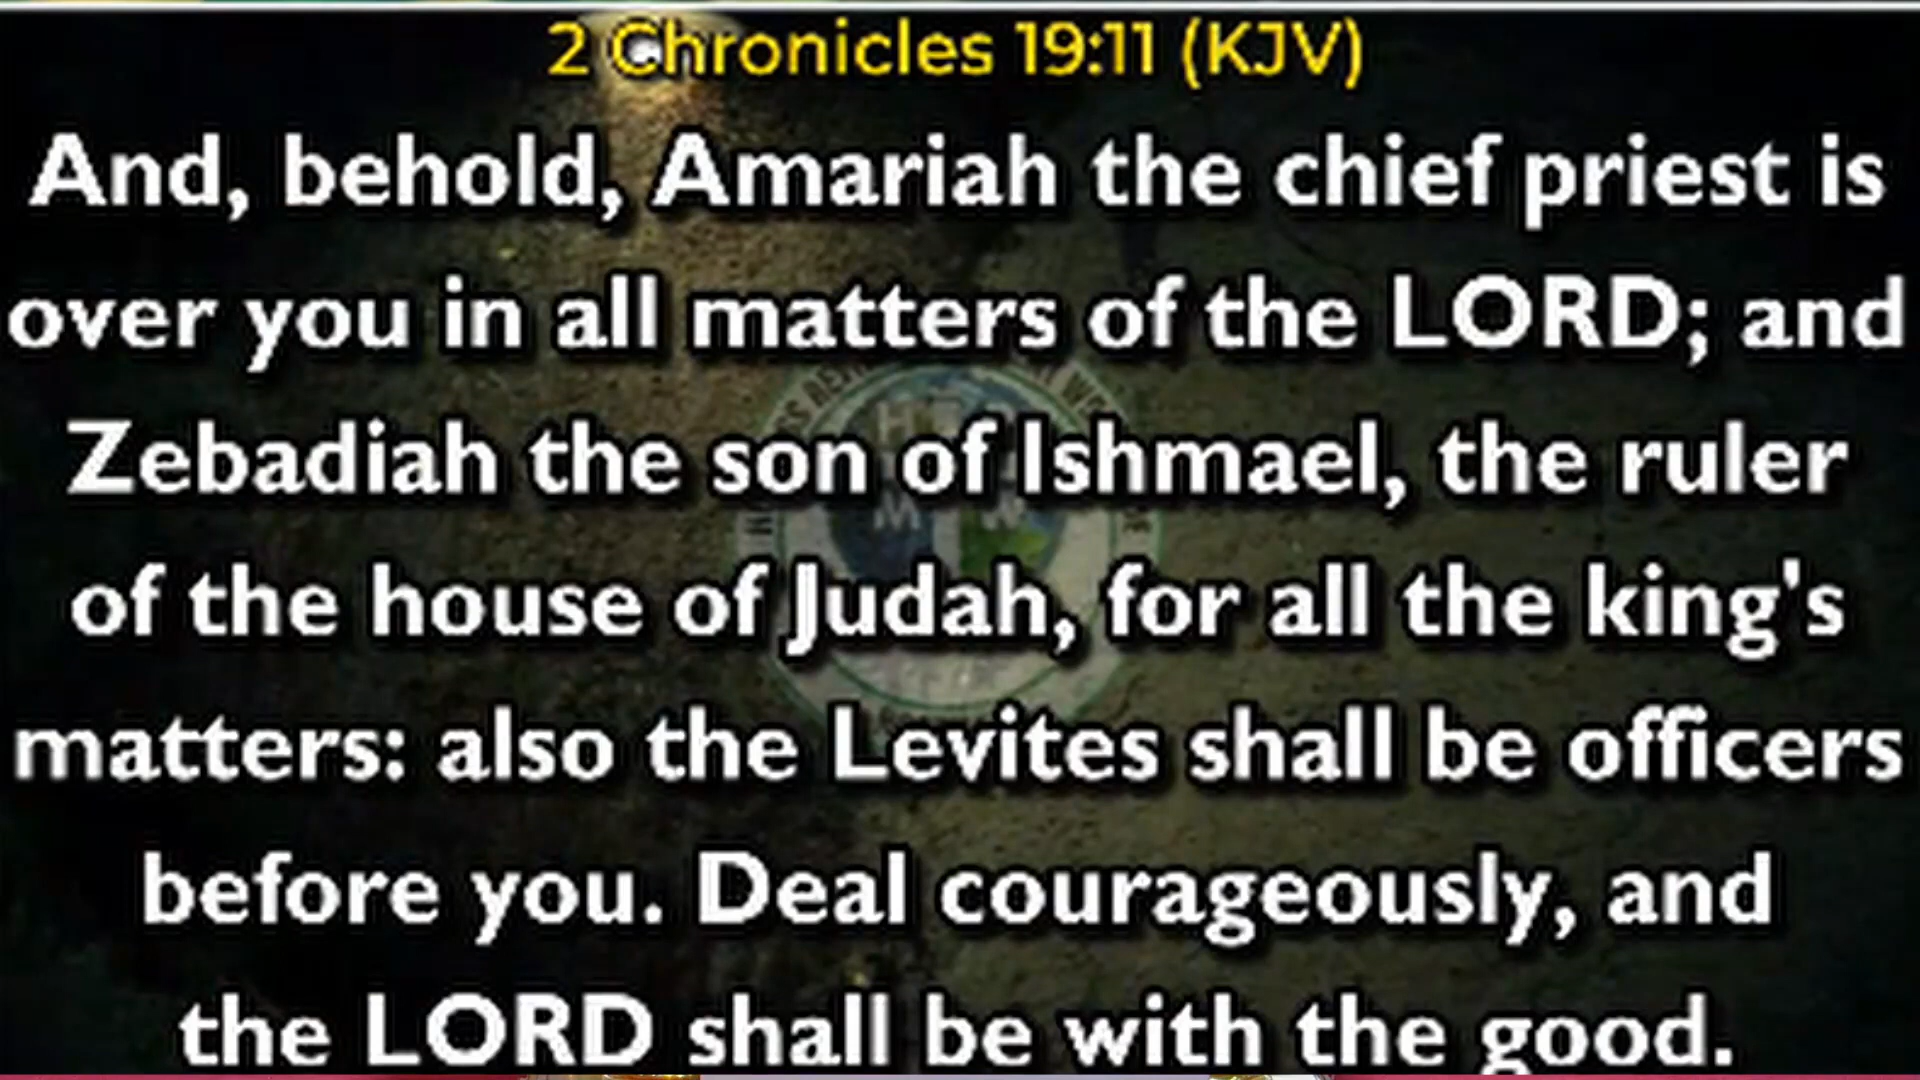 2 Chronicles 19:11 (KJV)
And, behold, Amariah the chief priest is
over you in all matters of the LORD; and
Zebadiah the son of Ishmael, the ruler
of the house of Judah, for all the king's
matters: also the Levites shall be officers
before you. Deal courageously, and
the LORD shall be with the good.